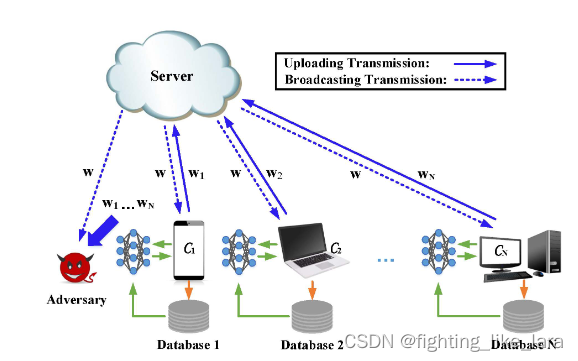 Server
Uploading Transmission:
Broadcasting Transmission:
w
w
w₁
w
w₂
w
w_N
w₁…w_N
C₁
C₂
...
C_N
Adversary
Database 1
Database 2
Database N
CSDN @fighting_like_lara